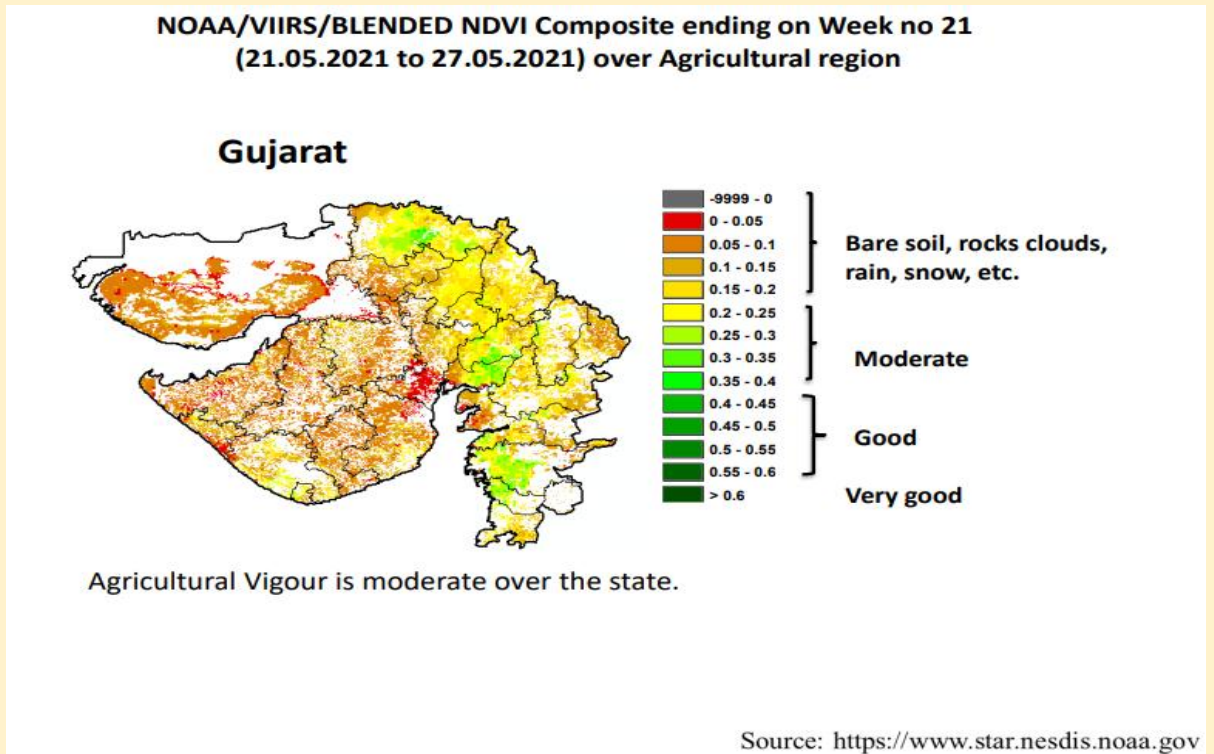 NOAA/VIIRS/BLENDED NDVI Composite ending on Week no 21
(21.05.2021 to 27.05.2021) over Agricultural region
Gujarat
-9999 - 0
0 - 0.05
0.05 - 0.1
0.1 - 0.15
0.15 - 0.2
0.2 - 0.25
0.25 - 0.3
0.3 - 0.35
0.35 - 0.4
0.4 - 0.45
0.45 - 0.5
0.5 - 0.55
0.55 - 0.6
> 0.6
Bare soil, rocks clouds,
rain, snow, etc.
Moderate
Good
Very good
Agricultural Vigour is moderate over the state.
Source: https://www.star.nesdis.noaa.gov